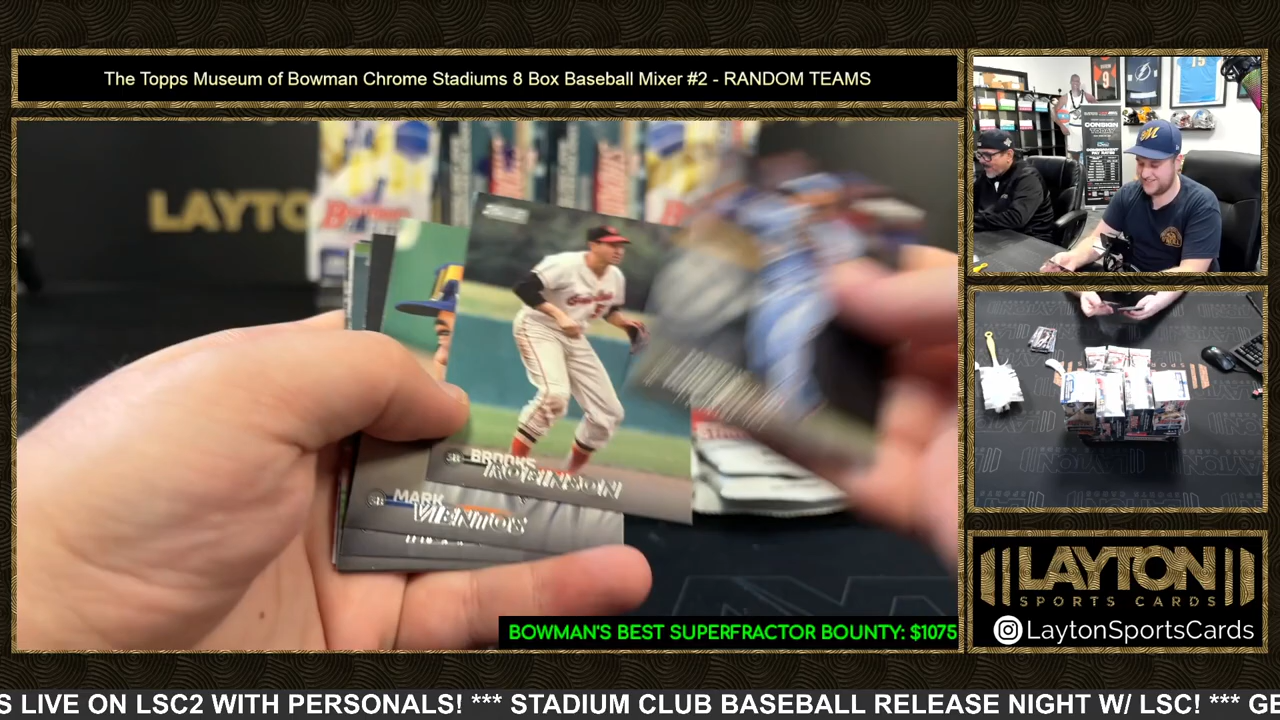 The Topps Museum of Bowman Chrome Stadiums 8 Box Baseball Mixer #2 - RANDOM TEAMS
LAYTO
BROOKS
ROBINSON
MARK
VIENTOS
BOWMAN'S BEST SUPERFRACTOR BOUNTY: $1075
CONSIGN
TODAY
LAYTON
SPORTS CARDS
LaytonSportsCards
S LIVE ON LSC2 WITH PERSONALS! *** STADIUM CLUB BASEBALL RELEASE NIGHT W/ LSC! *** GE